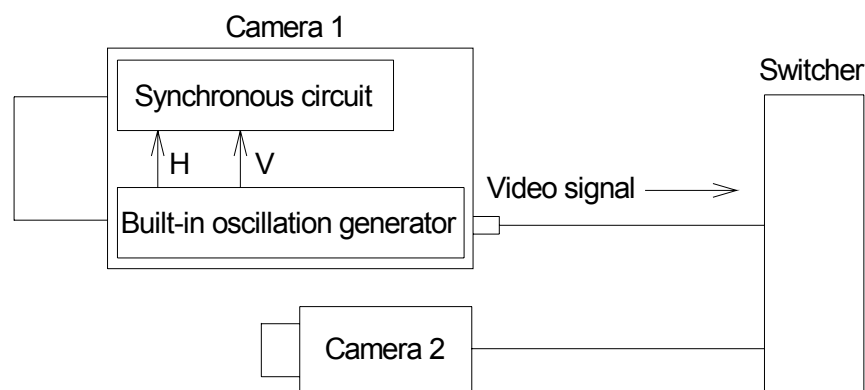 Camera 1
Switcher
Synchronous circuit
H
V
Video signal
Built-in oscillation generator
Camera 2